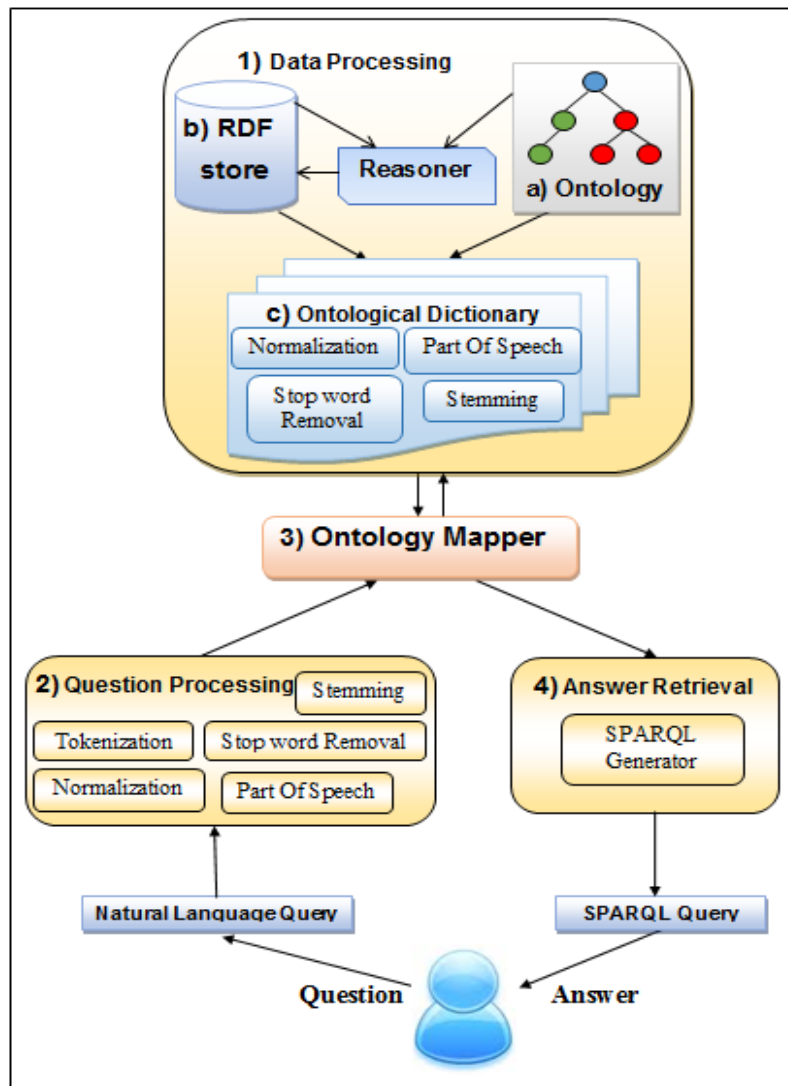 1) Data Processing
b) RDF
store
Reasoner
a) Ontology
c) Ontological Dictionary
Normalization
Part Of Speech
Stop word
Removal
Stemming
3) Ontology Mapper
2) Question Processing
Stemming
Tokenization
Stop word Removal
Normalization
Part Of Speech
4) Answer Retrieval
SPARQL
Generator
Natural Language Query
SPARQL Query
Question
Answer